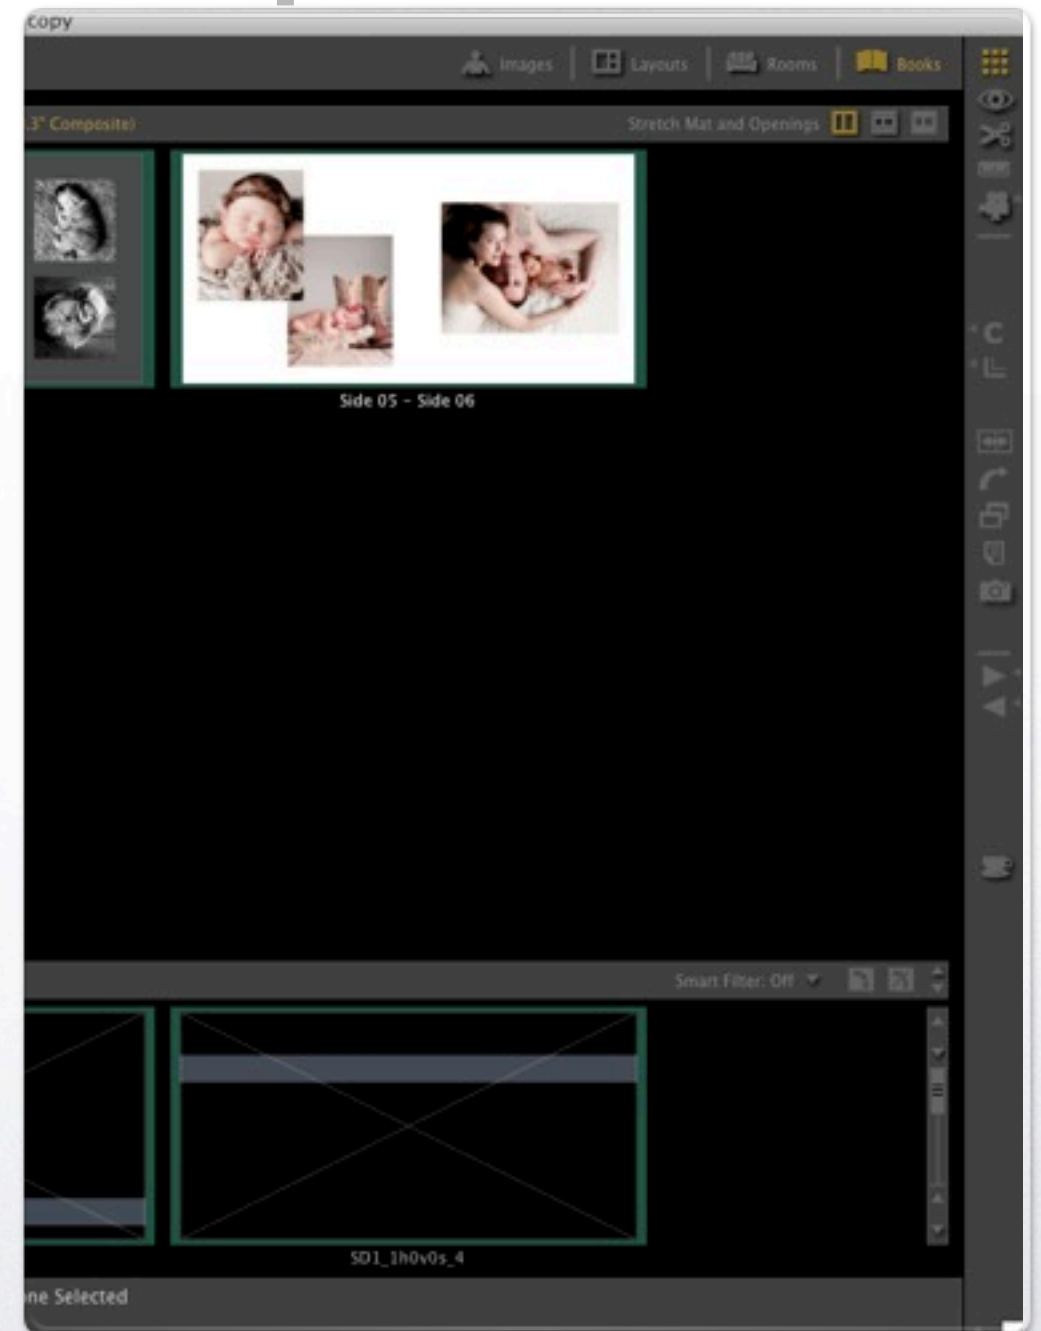 copy
Images Layouts Rooms Books
.3" Composite) Stretch Mat and Openings
Side 05 - Side 06
C
Smart Filter: Off
SD1_1h0v0s_4
ne Selected